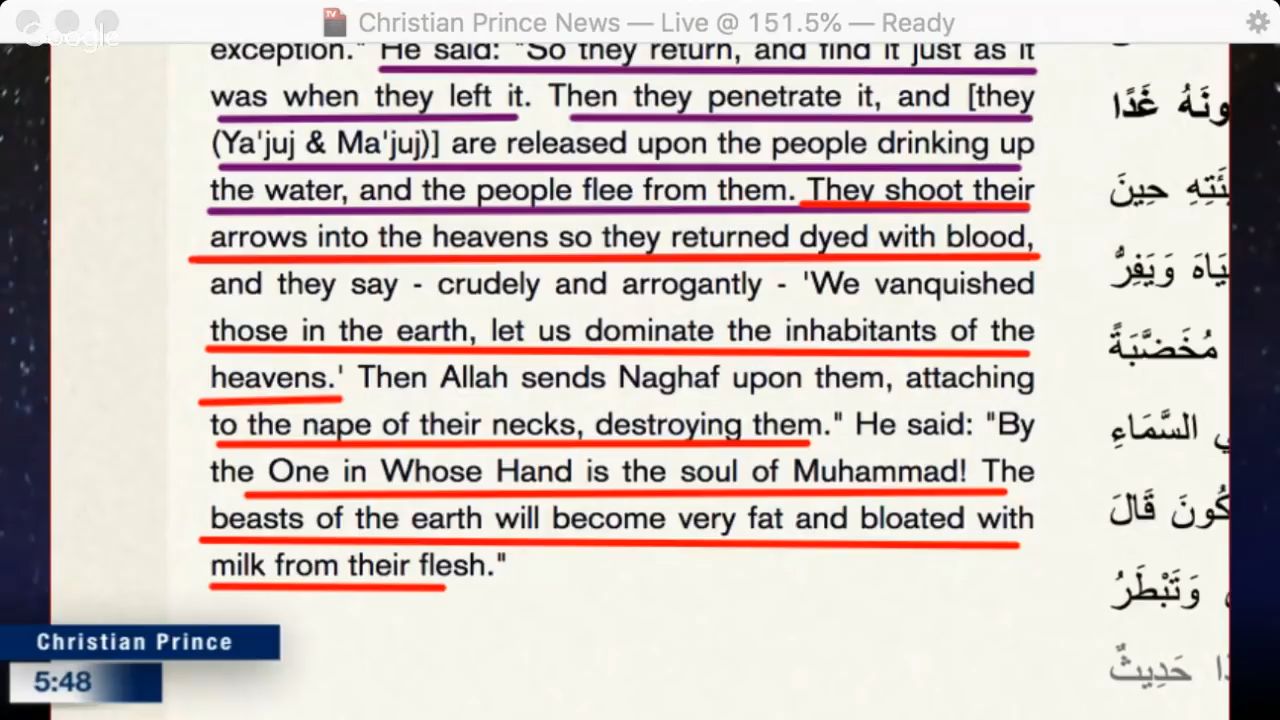 Christian Prince News — Live @ 151.5% — Ready
Google
exception." He said: "So they return, and find it just as it
was when they left it. Then they penetrate it, and [they
(Ya'juj & Ma'juj)] are released upon the people drinking up
the water, and the people flee from them. They shoot their
arrows into the heavens so they returned dyed with blood,
and they say - crudely and arrogantly - 'We vanquished
those in the earth, let us dominate the inhabitants of the
heavens.' Then Allah sends Naghaf upon them, attaching
to the nape of their necks, destroying them." He said: "By
the One in Whose Hand is the soul of Muhammad! The
beasts of the earth will become very fat and bloated with
milk from their flesh."
غَدًا
حِينَ
وَيَفِرُّ
مُخَضَّبَةً
السَّمَاءِ
قَالَ
وَتَبْطَرُ
حَدِيثٌ
Christian Prince
5:48